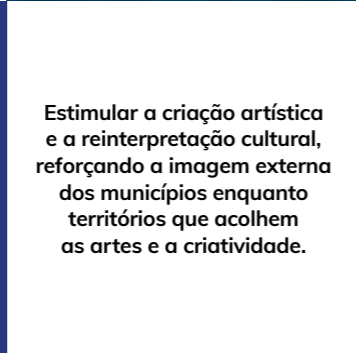 Estimular a criação artística
e a reinterpretação cultural,
reforçando a imagem externa
dos municípios enquanto
territórios que acolhem
as artes e a criatividade.